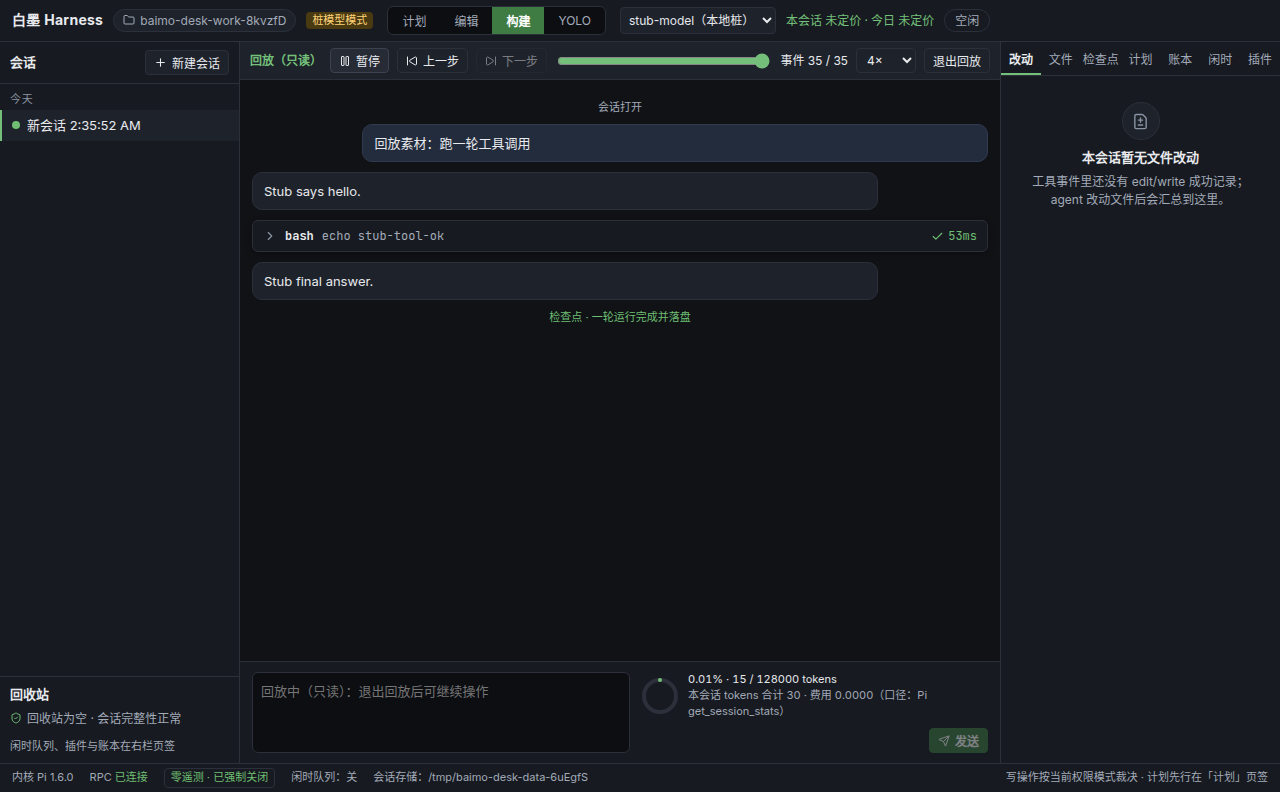 白墨 Harness
baimo-desk-work-8kvzfD
桩模型模式
计划 编辑 构建 YOLO
stub-model（本地桩）
本会话 未定价 · 今日 未定价
空闲
会话
新建会话
今天
新会话 2:35:52 AM
回收站
回收站为空 · 会话完整性正常
闲时队列、插件与账本在右栏页签
回放（只读）
暂停
上一步
下一步
事件 35 / 35
4×
退出回放
会话打开
回放素材：跑一轮工具调用
Stub says hello.
bash echo stub-tool-ok
53ms
Stub final answer.
检查点 · 一轮运行完成并落盘
回放中（只读）：退出回放后可继续操作
0.01% · 15 / 128000 tokens
本会话 tokens 合计 30 · 费用 0.0000（口径：Pi
get_session_stats）
发送
改动 文件 检查点 计划 账本 闲时 插件
本会话暂无文件改动
工具事件里还没有 edit/write 成功记录；
agent 改动文件后会汇总到这里。
内核 Pi 1.6.0
RPC 已连接
零遥测 · 已强制关闭
闲时队列：关
会话存储：/tmp/baimo-desk-data-6uEgfS
写操作按当前权限模式裁决 · 计划先行在「计划」页签